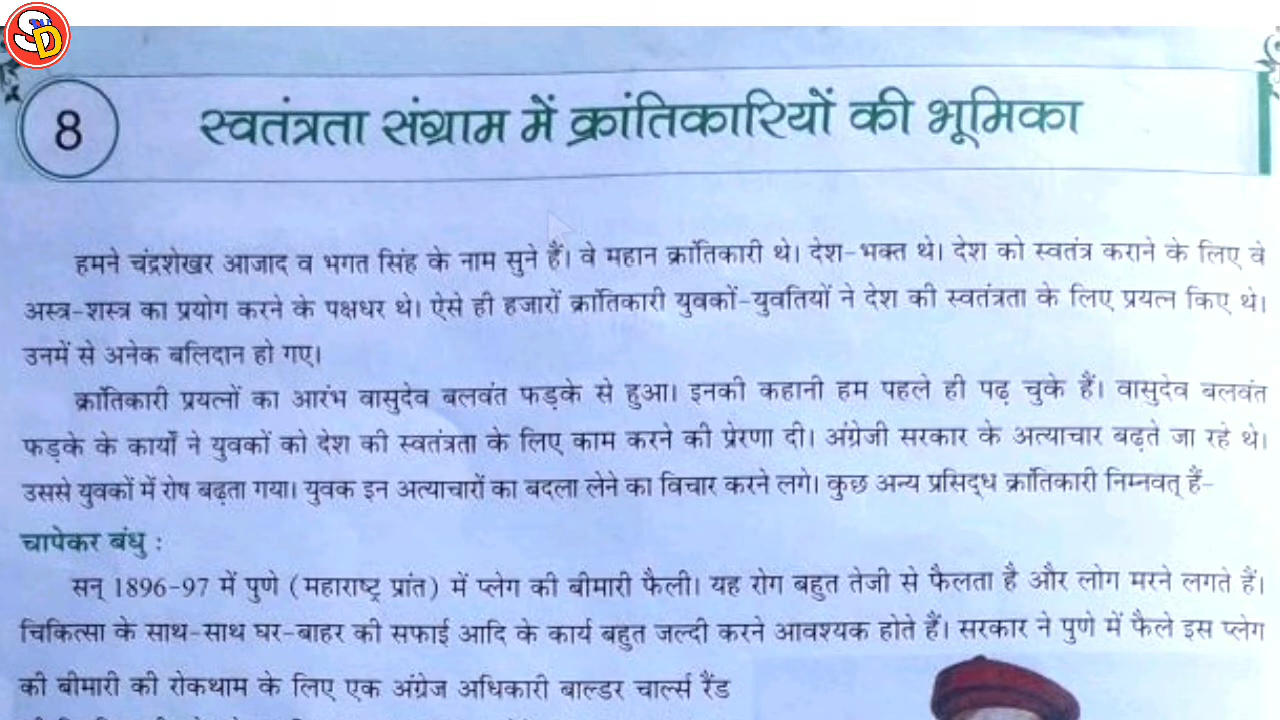 SD
8
स्वतंत्रता संग्राम में क्रांतिकारियों की भूमिका
हमने चंद्रशेखर आजाद व भगत सिंह के नाम सुने हैं। वे महान क्रांतिकारी थे। देश-भक्त थे। देश को स्वतंत्र कराने के लिए वे
अस्त्र-शस्त्र का प्रयोग करने के पक्षधर थे। ऐसे ही हजारों क्रांतिकारी युवकों-युवतियों ने देश की स्वतंत्रता के लिए प्रयत्न किए थे।
उनमें से अनेक बलिदान हो गए।
क्रांतिकारी प्रयत्नों का आरंभ वासुदेव बलवंत फड़के से हुआ। इनकी कहानी हम पहले ही पढ़ चुके हैं। वासुदेव बलवंत
फड़के के कार्यों ने युवकों को देश की स्वतंत्रता के लिए काम करने की प्रेरणा दी। अंग्रेजी सरकार के अत्याचार बढ़ते जा रहे थे।
उससे युवकों में रोष बढ़ता गया। युवक इन अत्याचारों का बदला लेने का विचार करने लगे। कुछ अन्य प्रसिद्ध क्रांतिकारी निम्नवत् हैं-
चापेकर बंधु :
सन् 1896-97 में पुणे (महाराष्ट्र प्रांत) में प्लेग की बीमारी फैली। यह रोग बहुत तेजी से फैलता है और लोग मरने लगते हैं।
चिकित्सा के साथ-साथ घर-बाहर की सफाई आदि के कार्य बहुत जल्दी करने आवश्यक होते हैं। सरकार ने पुणे में फैले इस प्लेग
की बीमारी की रोकथाम के लिए एक अंग्रेज अधिकारी बाल्डर चार्ल्स रैंड